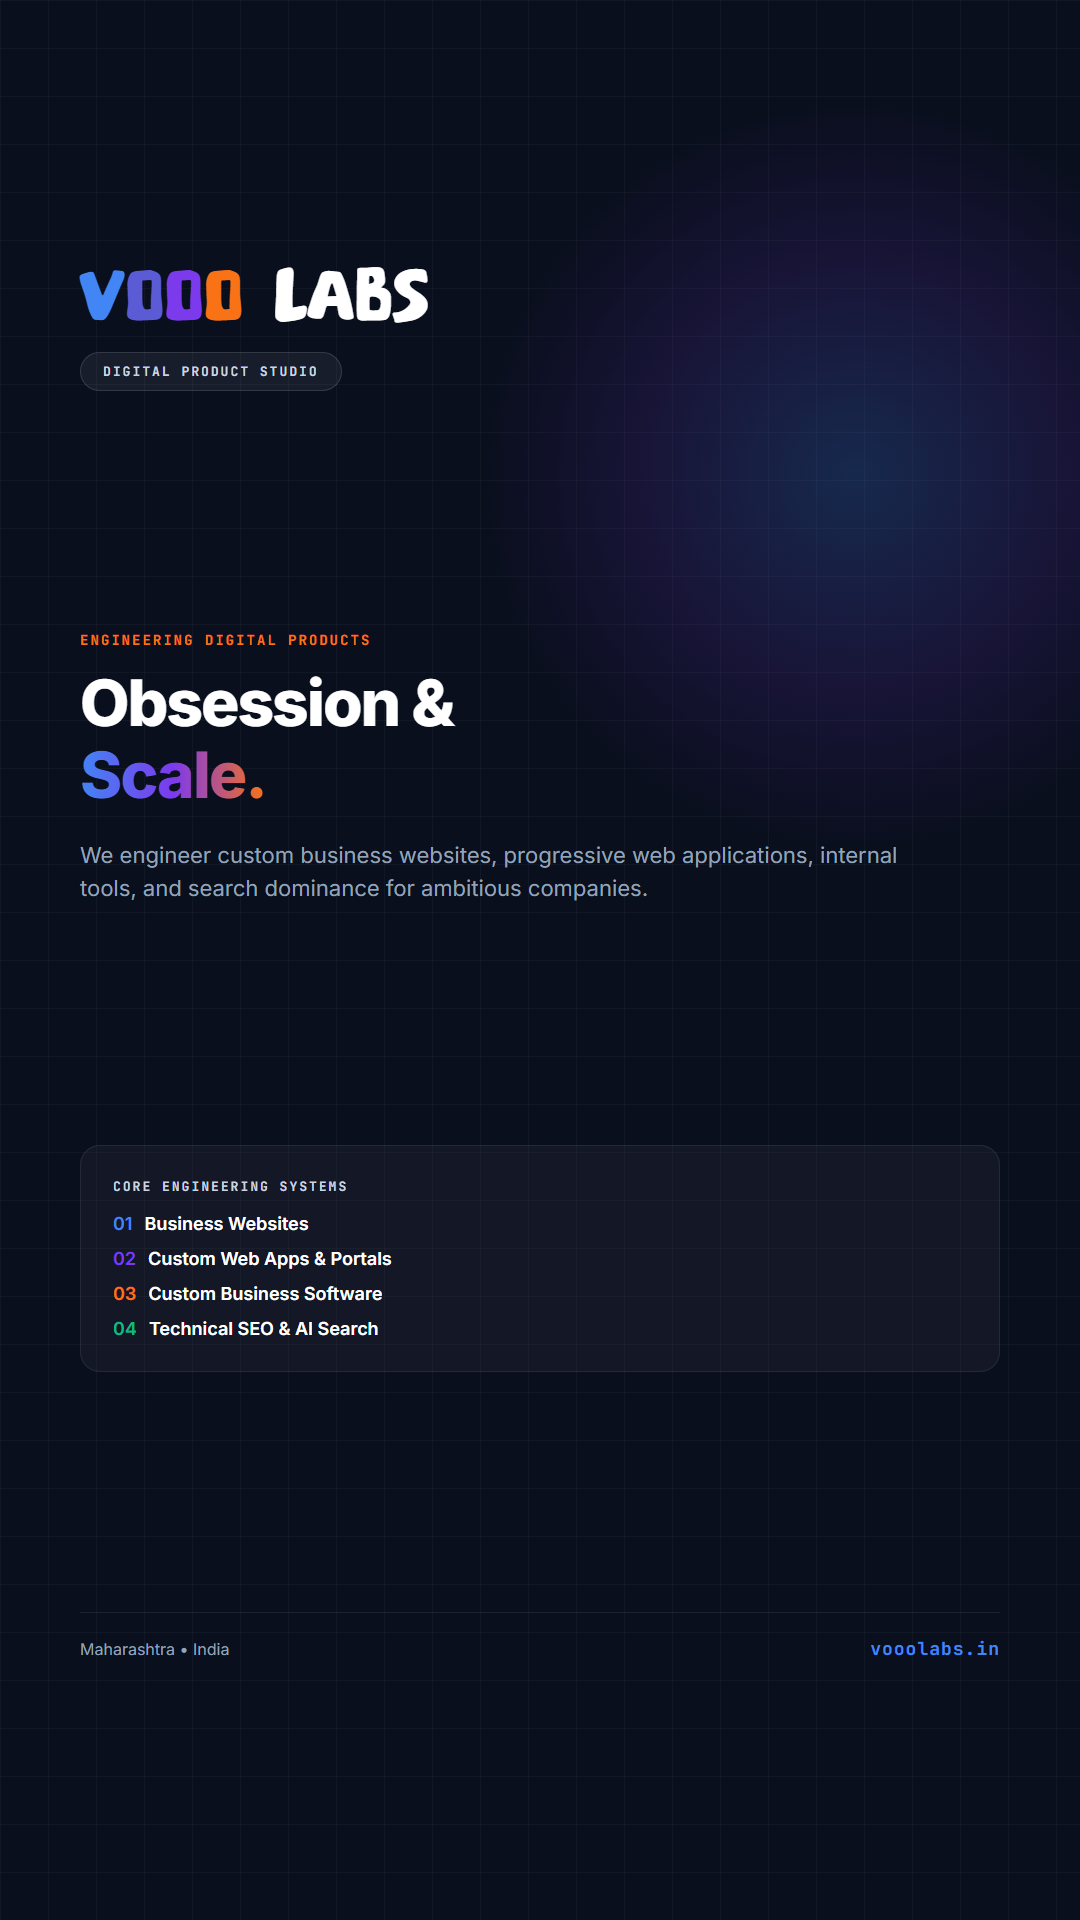 VOOO LABS
DIGITAL PRODUCT STUDIO
ENGINEERING DIGITAL PRODUCTS
Obsession &
Scale.
We engineer custom business websites, progressive web applications, internal
tools, and search dominance for ambitious companies.
CORE ENGINEERING SYSTEMS
01 Business Websites
02 Custom Web Apps & Portals
03 Custom Business Software
04 Technical SEO & AI Search
Maharashtra • India
vooolabs.in